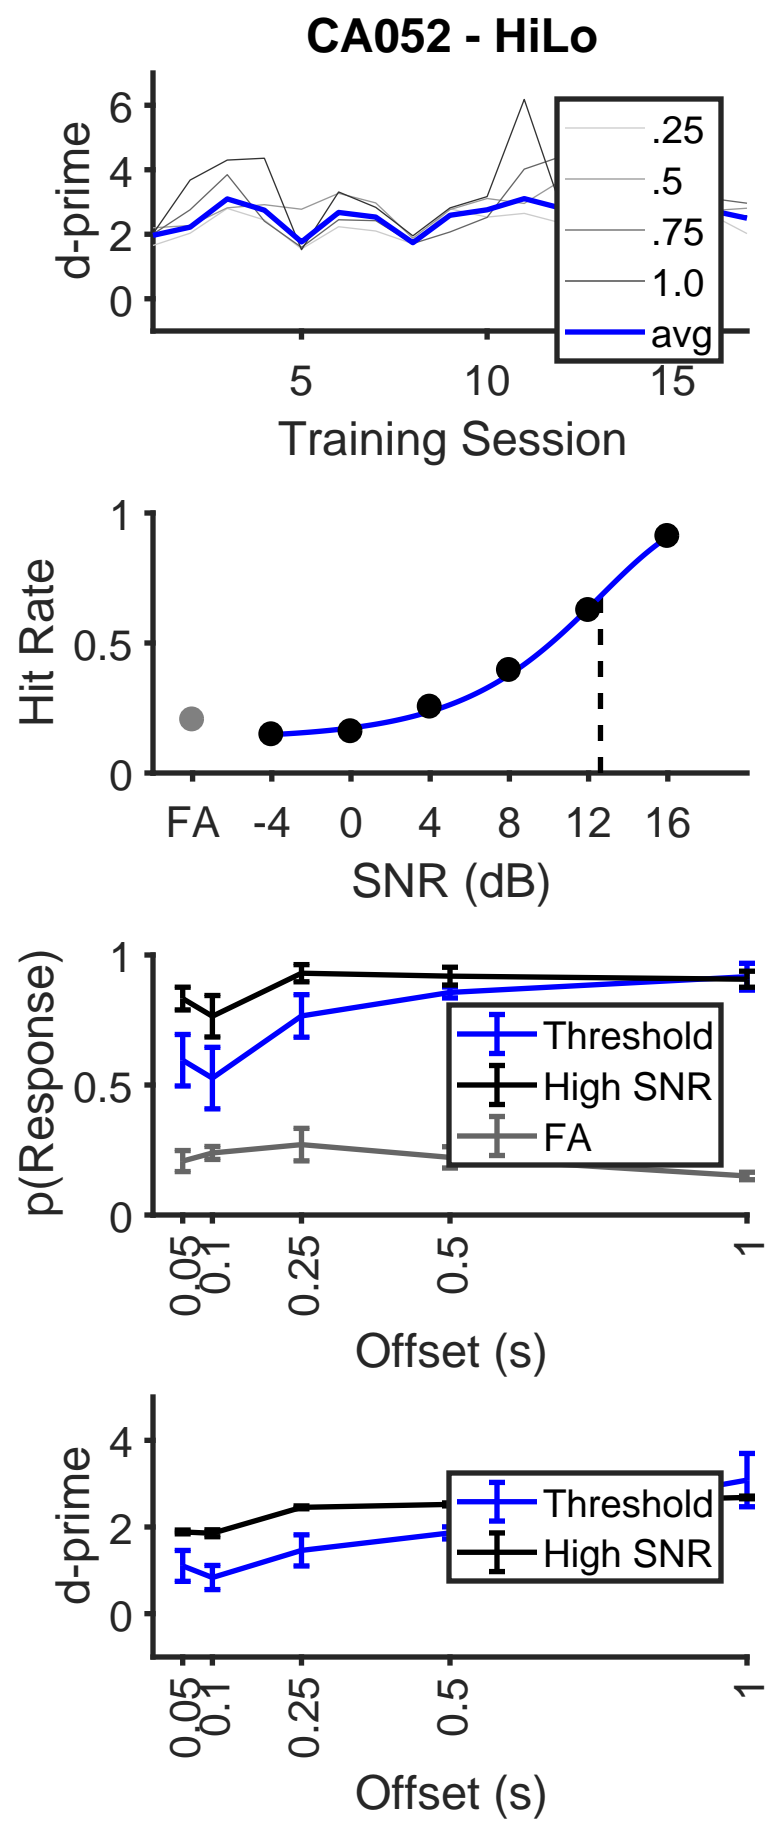 CA052 - HiLo
6
4
2
0
d-prime
.25
.5
.75
1.0
avg
5
10
15
Training Session
1
0.5
0
Hit Rate
FA
-4
0
4
8
12
16
SNR (dB)
1
0.5
0
p(Response)
Threshold
High SNR
FA
0.05
0.1
0.25
0.5
1
Offset (s)
4
2
0
d-prime
Threshold
High SNR
0.05
0.1
0.25
0.5
1
Offset (s)